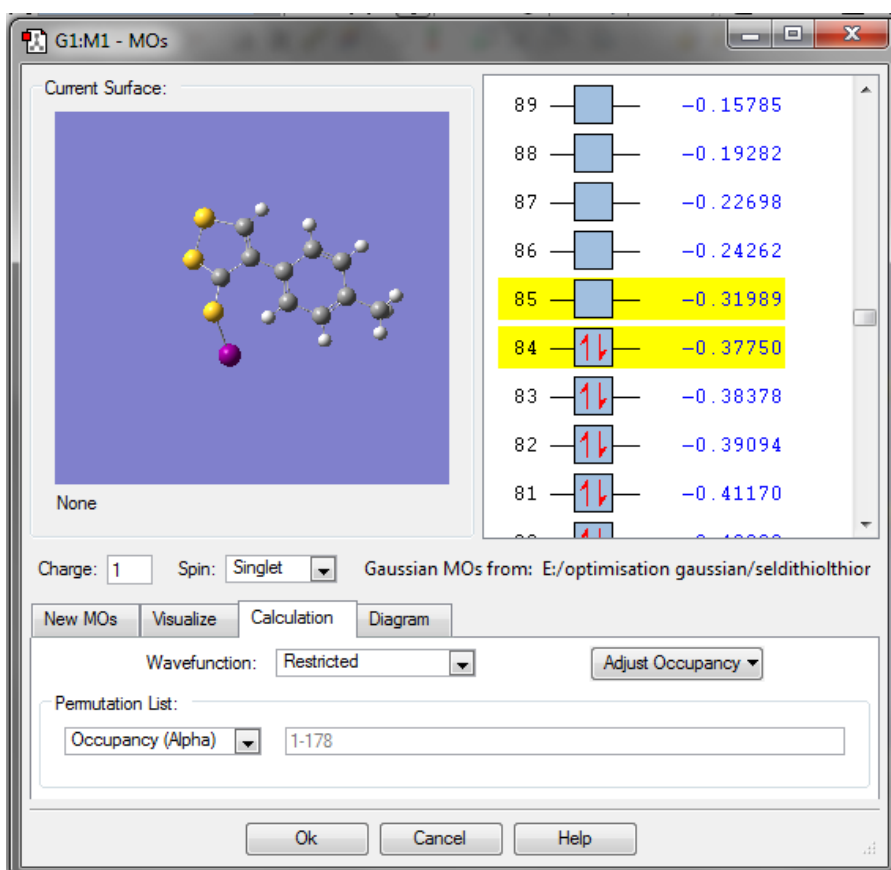 G1:M1 - MOs
Current Surface:
None
89 -0.15785
88 -0.19282
87 -0.22698
86 -0.24262
85 -0.31989
84 -0.37750
83 -0.38378
82 -0.39094
81 -0.41170
Charge: 1 Spin: Singlet Gaussian MOs from: E:/optimisation gaussian/seldithiolthior
New MOs Visualize Calculation Diagram
Wavefunction: Restricted Adjust Occupancy
Permutation List:
Occupancy (Alpha) 1-178
Ok Cancel Help